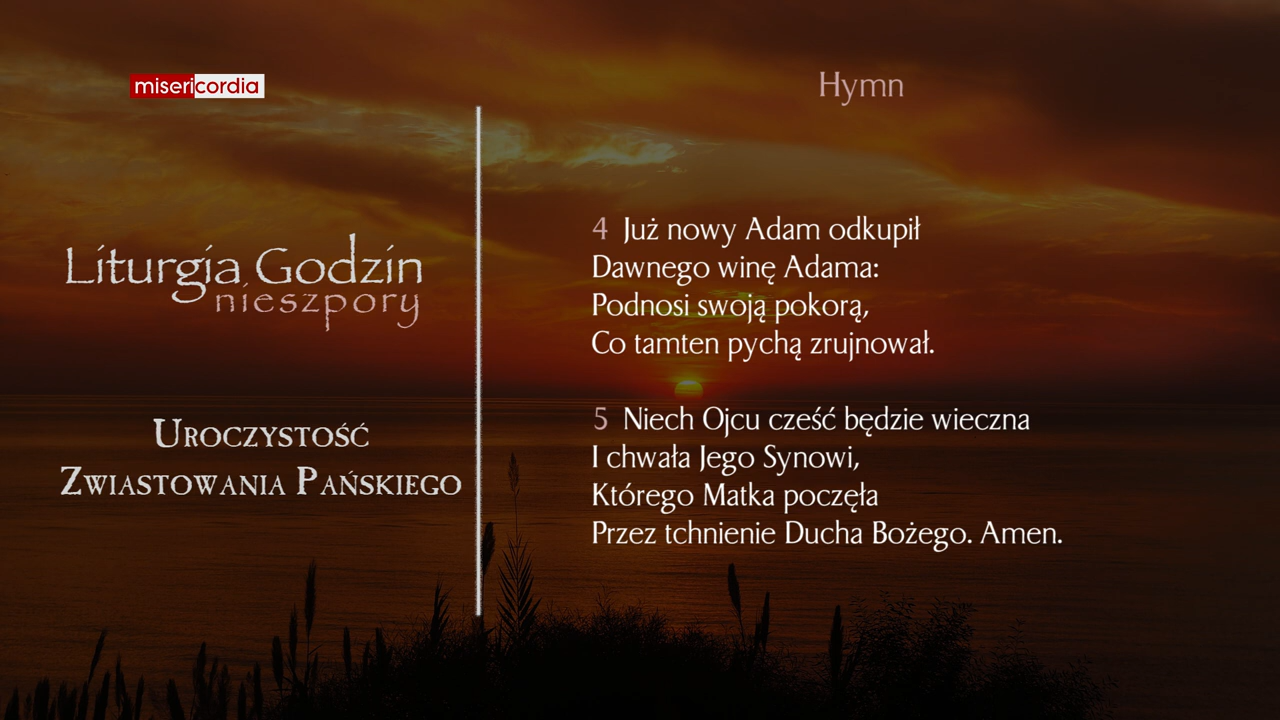 misericordia
Liturgia Godzin
nieszpory
Uroczystość
Zwiastowania Pańskiego
Hymn
4 Już nowy Adam odkupił
Dawnego winę Adama:
Podnosi swoją pokorą,
Co tamten pychą zrujnował.
5 Niech Ojcu cześć będzie wieczna
I chwała Jego Synowi,
Którego Matka poczęła
Przez tchnienie Ducha Bożego. Amen.